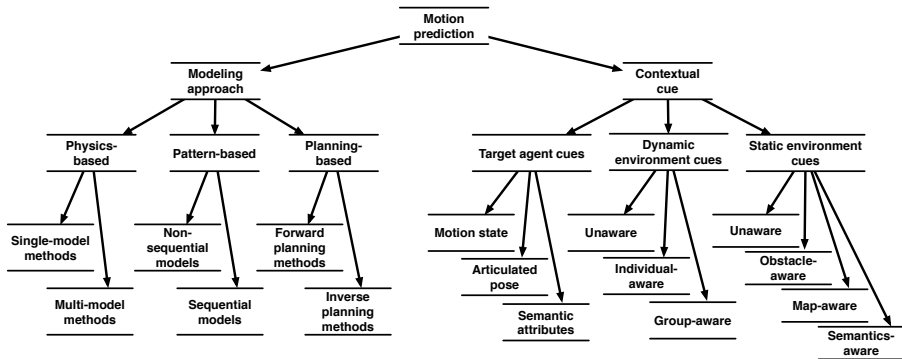 Motion
prediction
Modeling
approach
Contextual
cue
Physics-
based
Pattern-based
Planning-
based
Target agent cues
Dynamic
environment cues
Static environment
cues
Single-model
methods
Non-
sequential
models
Forward
planning
methods
Motion state
Unaware
Unaware
Articulated
pose
Individual-
aware
Obstacle-
aware
Multi-model
methods
Sequential
models
Inverse
planning
methods
Semantic
attributes
Group-aware
Map-aware
Semantics-
aware